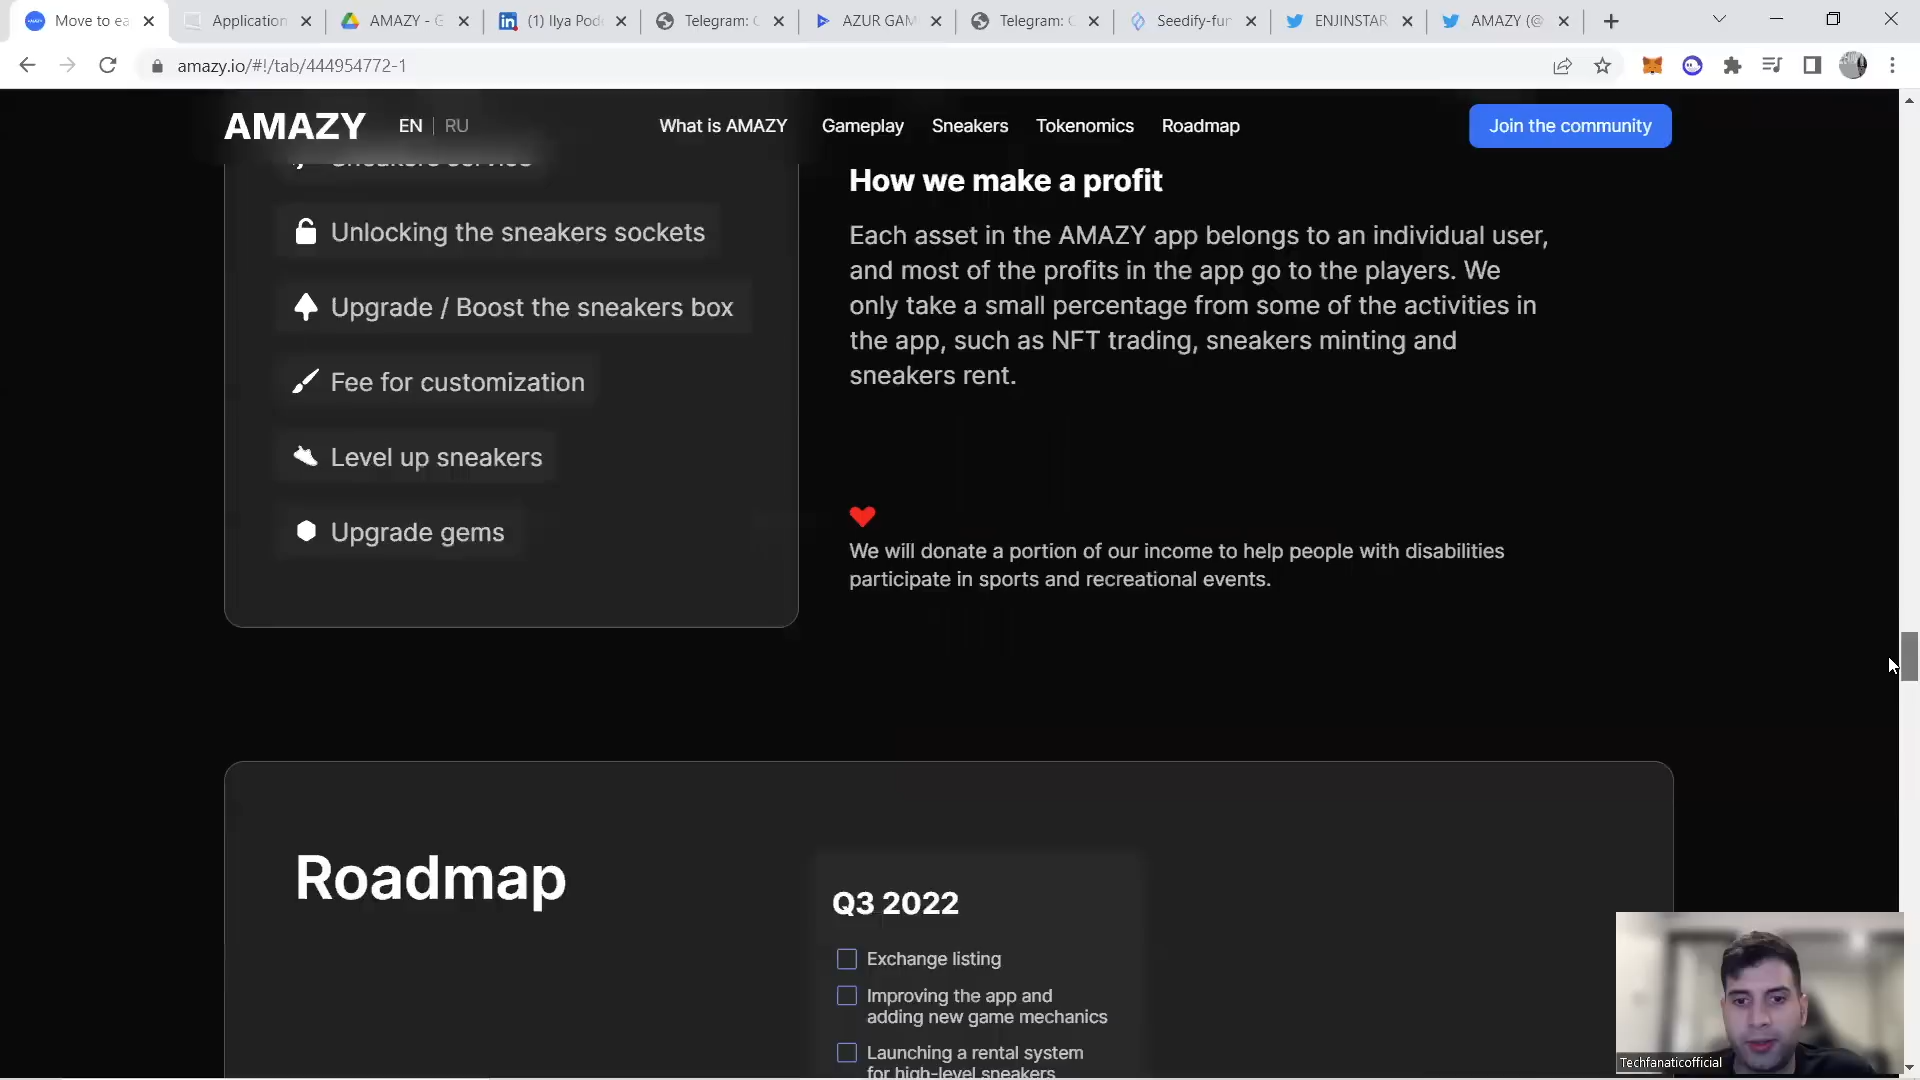 Move to ea
Application
AMAZY - G
(1) Ilya Pod
Telegram: C
AZUR GAM
Telegram: C
Seedify-fun
ENJINSTAR
AMAZY (@
amazy.io/#!/tab/444954772-1
AMAZY
EN | RU
What is AMAZY
Gameplay
Sneakers
Tokenomics
Roadmap
Join the community
Unlocking the sneakers sockets
Upgrade / Boost the sneakers box
Fee for customization
Level up sneakers
Upgrade gems
How we make a profit
Each asset in the AMAZY app belongs to an individual user,
and most of the profits in the app go to the players. We
only take a small percentage from some of the activities in
the app, such as NFT trading, sneakers minting and
sneakers rent.
We will donate a portion of our income to help people with disabilities
participate in sports and recreational events.
Roadmap
Q3 2022
Exchange listing
Improving the app and
adding new game mechanics
Launching a rental system
for high-level sneakers
Techfanaticofficial